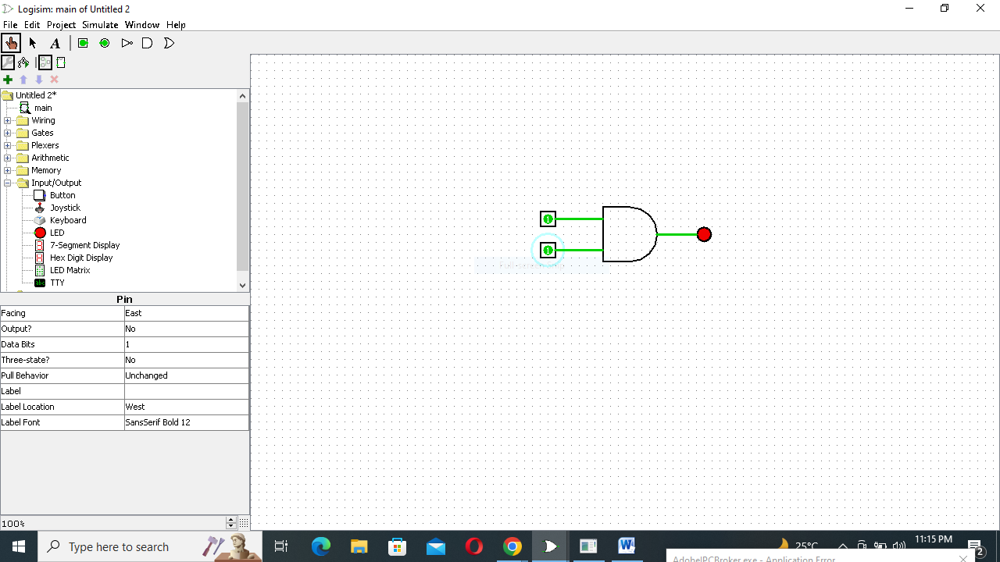 Logisim: main of Untitled 2
File Edit Project Simulate Window Help
A
Untitled 2*
main
Wiring
Gates
Plexers
Arithmetic
Memory
Input/Output
Button
Joystick
Keyboard
LED
7-Segment Display
Hex Digit Display
LED Matrix
TTY
1
1
Pin
Facing East
Output? No
Data Bits 1
Three-state? No
Pull Behavior Unchanged
Label
Label Location West
Label Font SansSerif Bold 12
100%
Type here to search
25°C
11:15 PM
2
AdobeIPCBroker.exe - Application Error